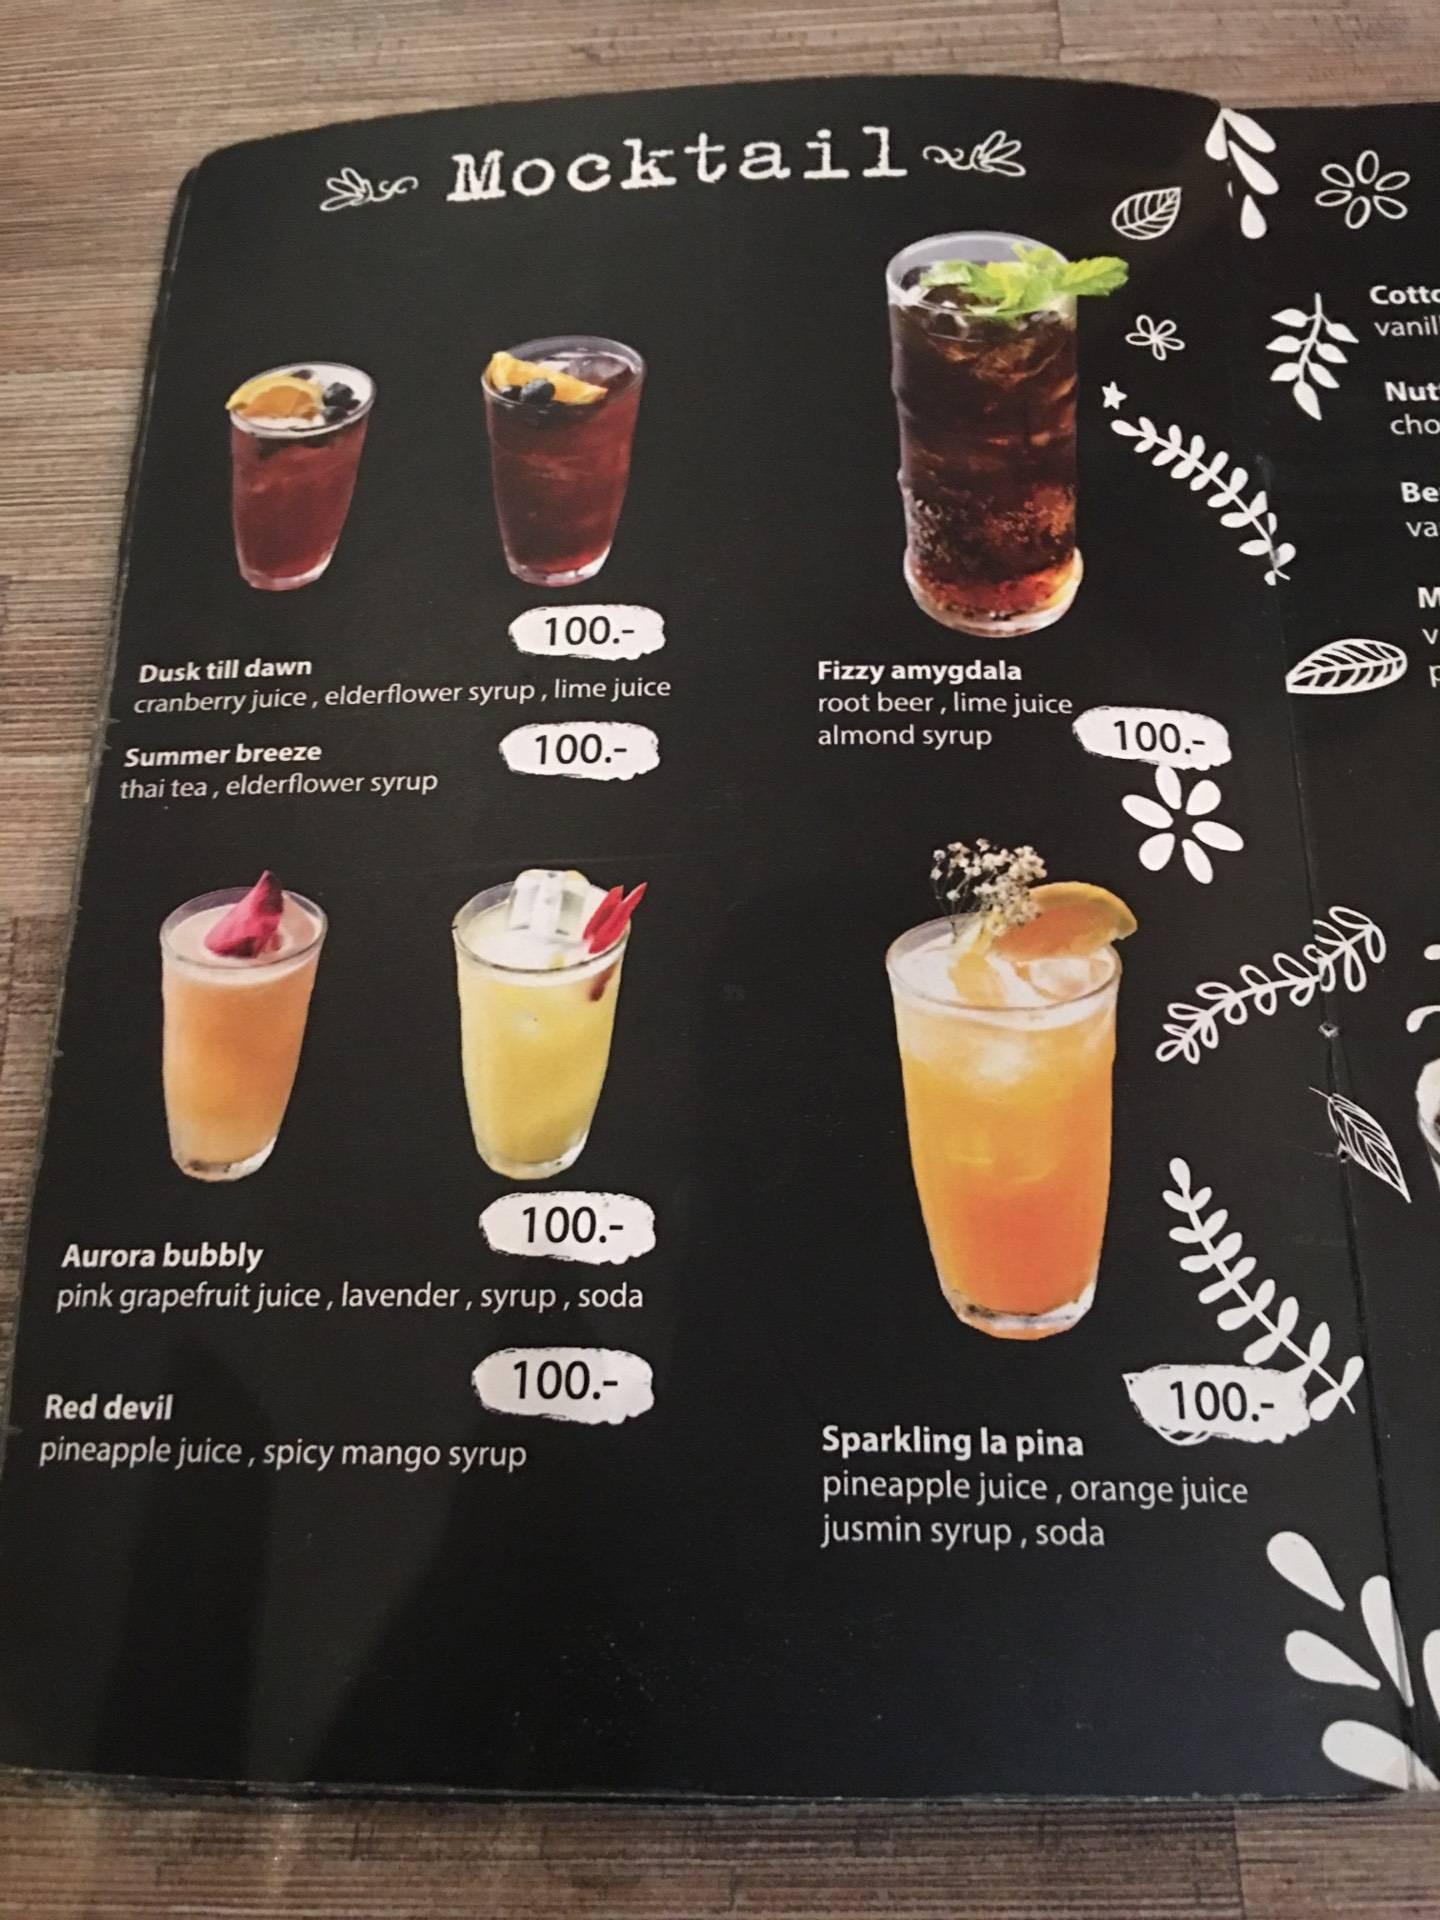 Mocktail
100.-
Dusk till dawn
cranberry juice , elderflower syrup , lime juice
Summer breeze
100.-
thai tea , elderflower syrup
Fizzy amygdala
root beer , lime juice
almond syrup
100.-
100.-
Aurora bubbly
pink grapefruit juice , lavender , syrup , soda
100.-
Red devil
pineapple juice , spicy mango syrup
100.-
Sparkling la pina
pineapple juice , orange juice
jusmin syrup , soda